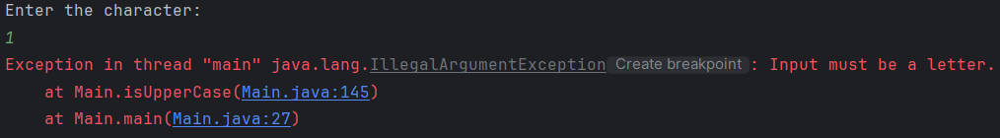 Enter the character:
1
Exception in thread "main" java.lang.IllegalArgumentException Create breakpoint : Input must be a letter.
    at Main.isUpperCase(Main.java:145)
    at Main.main(Main.java:27)